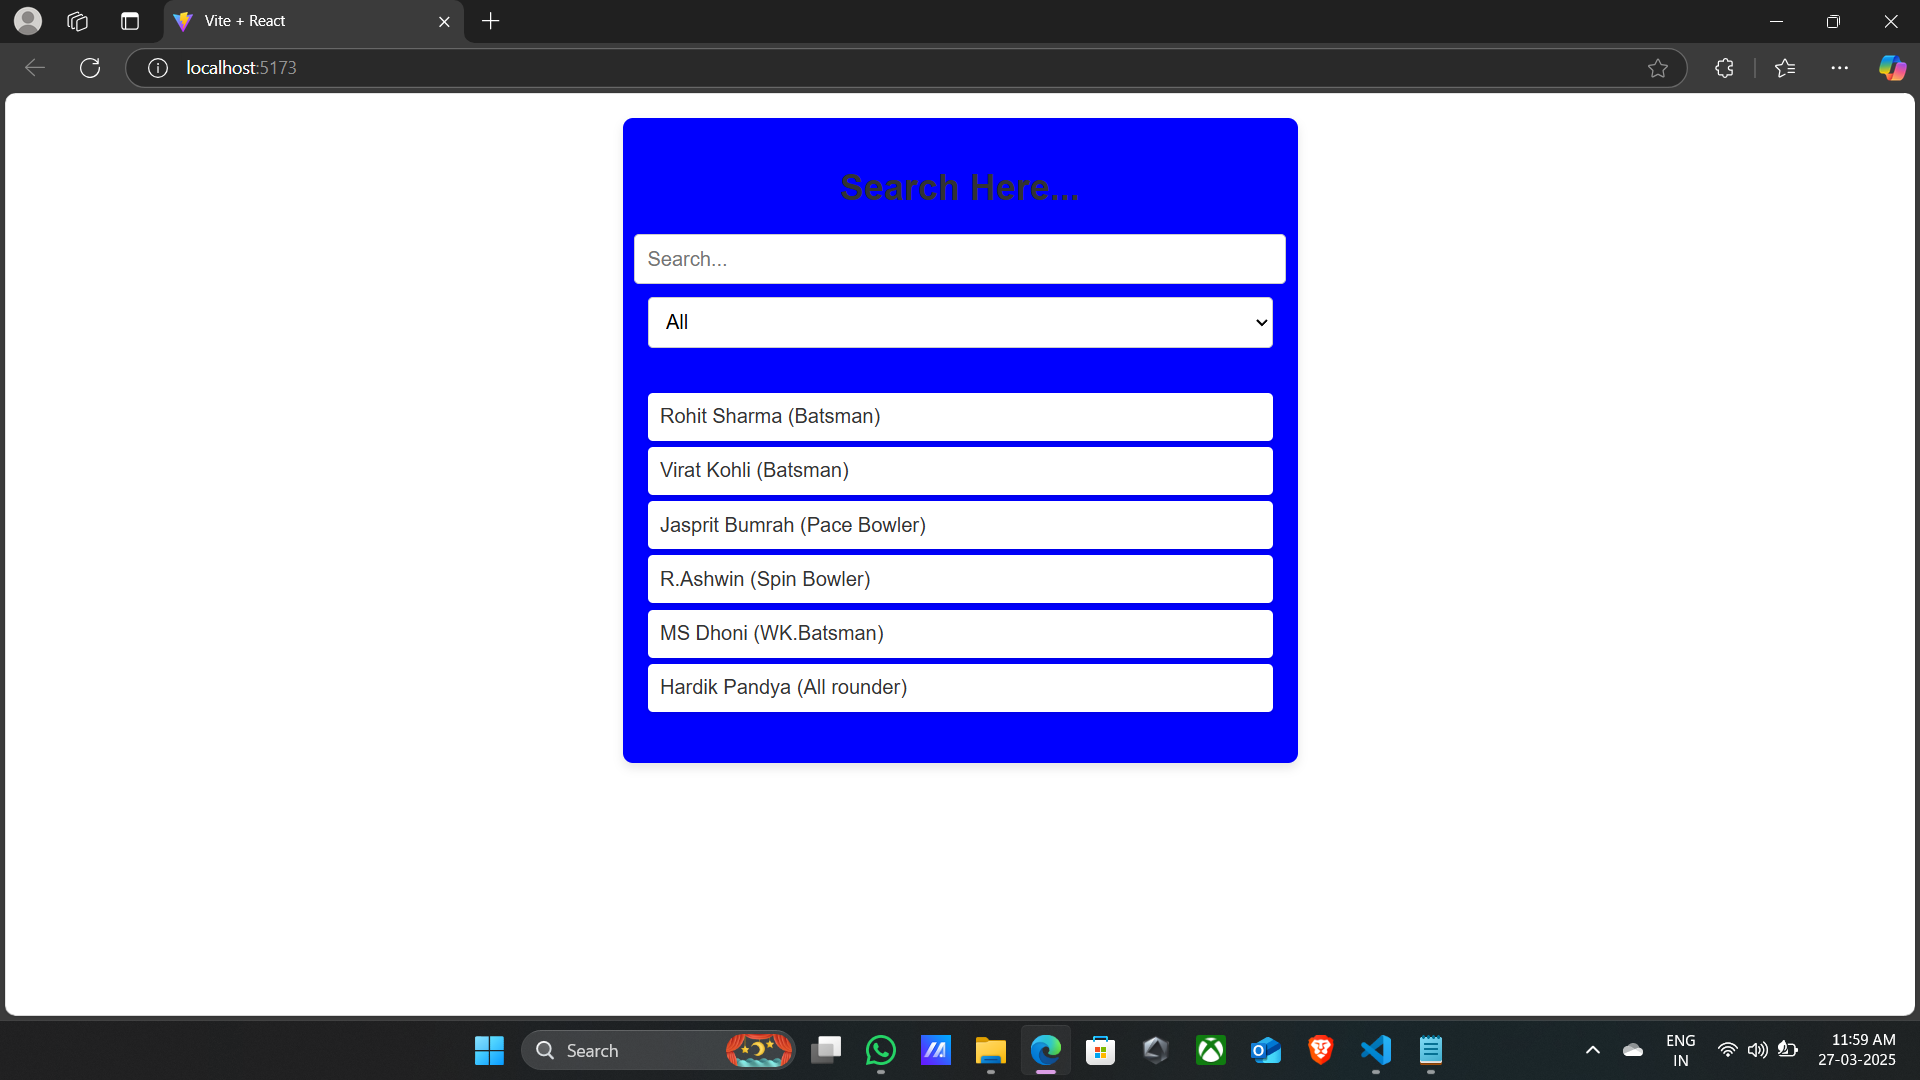 Vite + React
localhost:5173
Search Here...
Search...
All
Rohit Sharma (Batsman)
Virat Kohli (Batsman)
Jasprit Bumrah (Pace Bowler)
R.Ashwin (Spin Bowler)
MS Dhoni (WK.Batsman)
Hardik Pandya (All rounder)
Search
ENG
IN
11:59 AM
27-03-2025